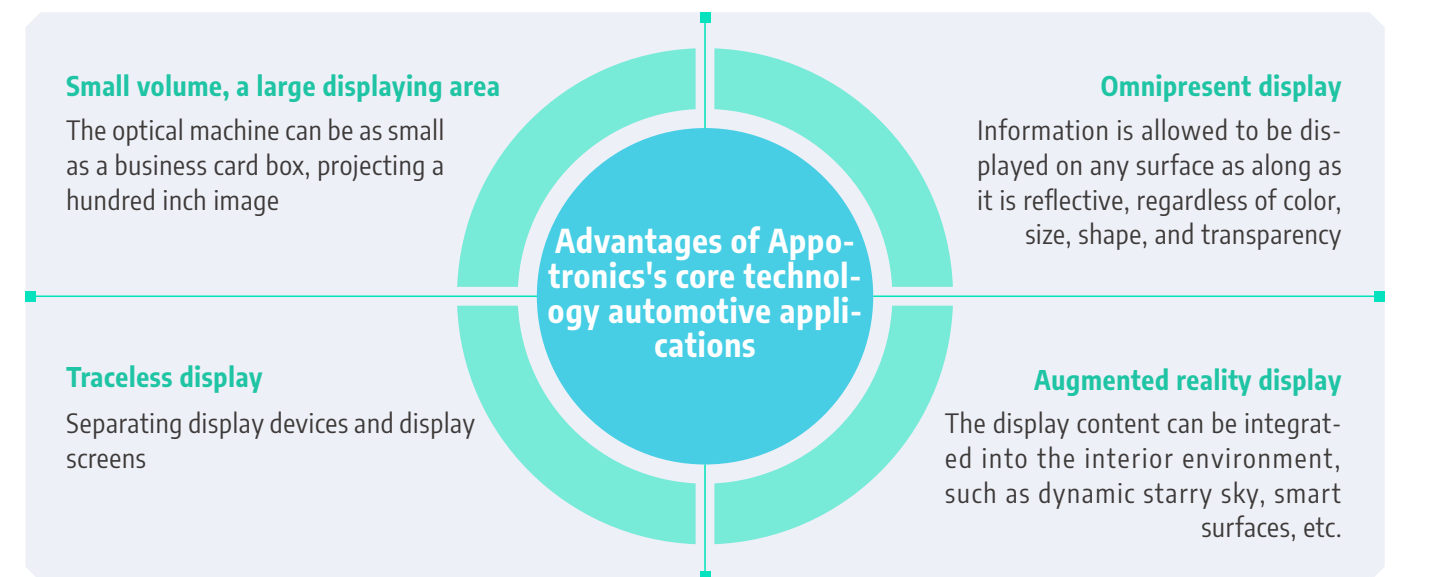 Small volume, a large displaying area
The optical machine can be as small
as a business card box, projecting a
hundred inch image
Omnipresent display
Information is allowed to be dis-
played on any surface as along as
it is reflective, regardless of color,
size, shape, and transparency
Advantages of Appo-
tronics's core technol-
ogy automotive appli-
cations
Traceless display
Separating display devices and display
screens
Augmented reality display
The display content can be integrat-
ed into the interior environment,
such as dynamic starry sky, smart
surfaces, etc.